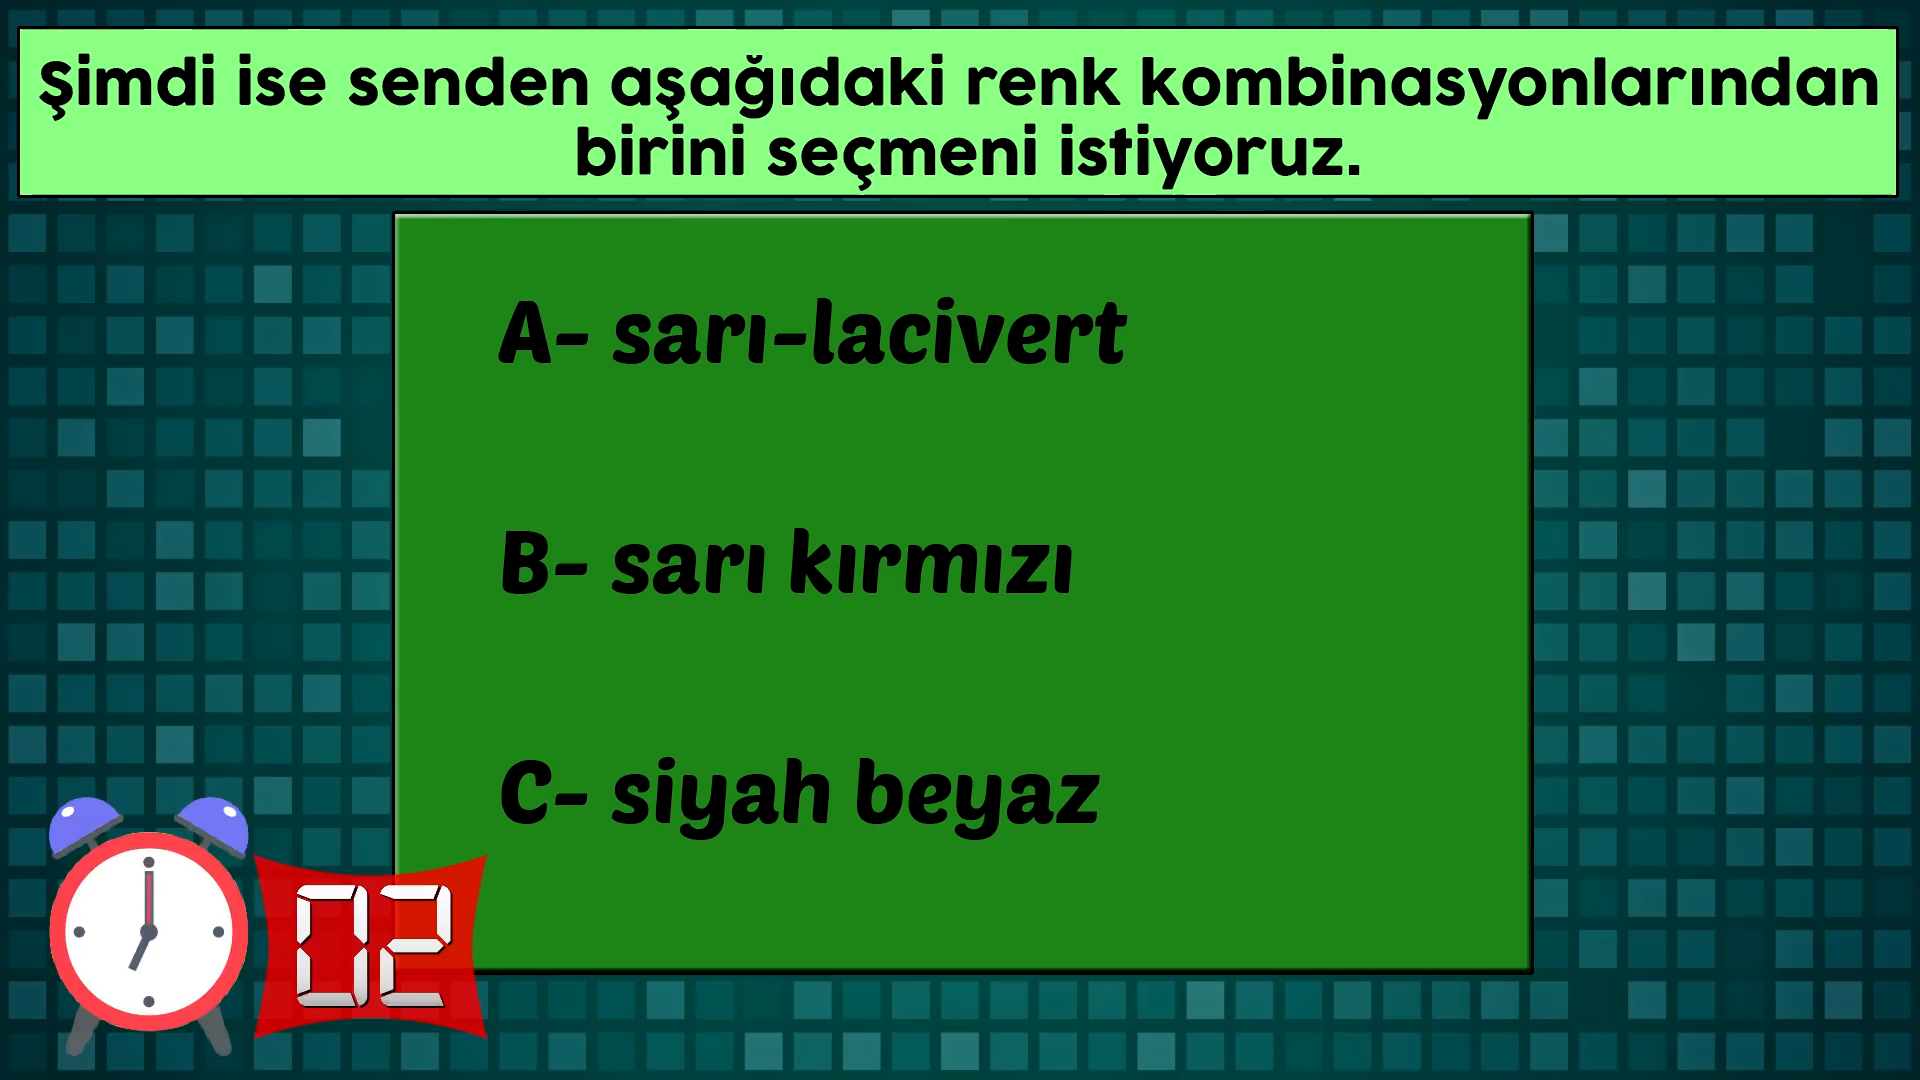 Şimdi ise senden aşağıdaki renk kombinasyonlarından
birini seçmeni istiyoruz.
A- sarı-lacivert
B- sarı kırmızı
C- siyah beyaz
02